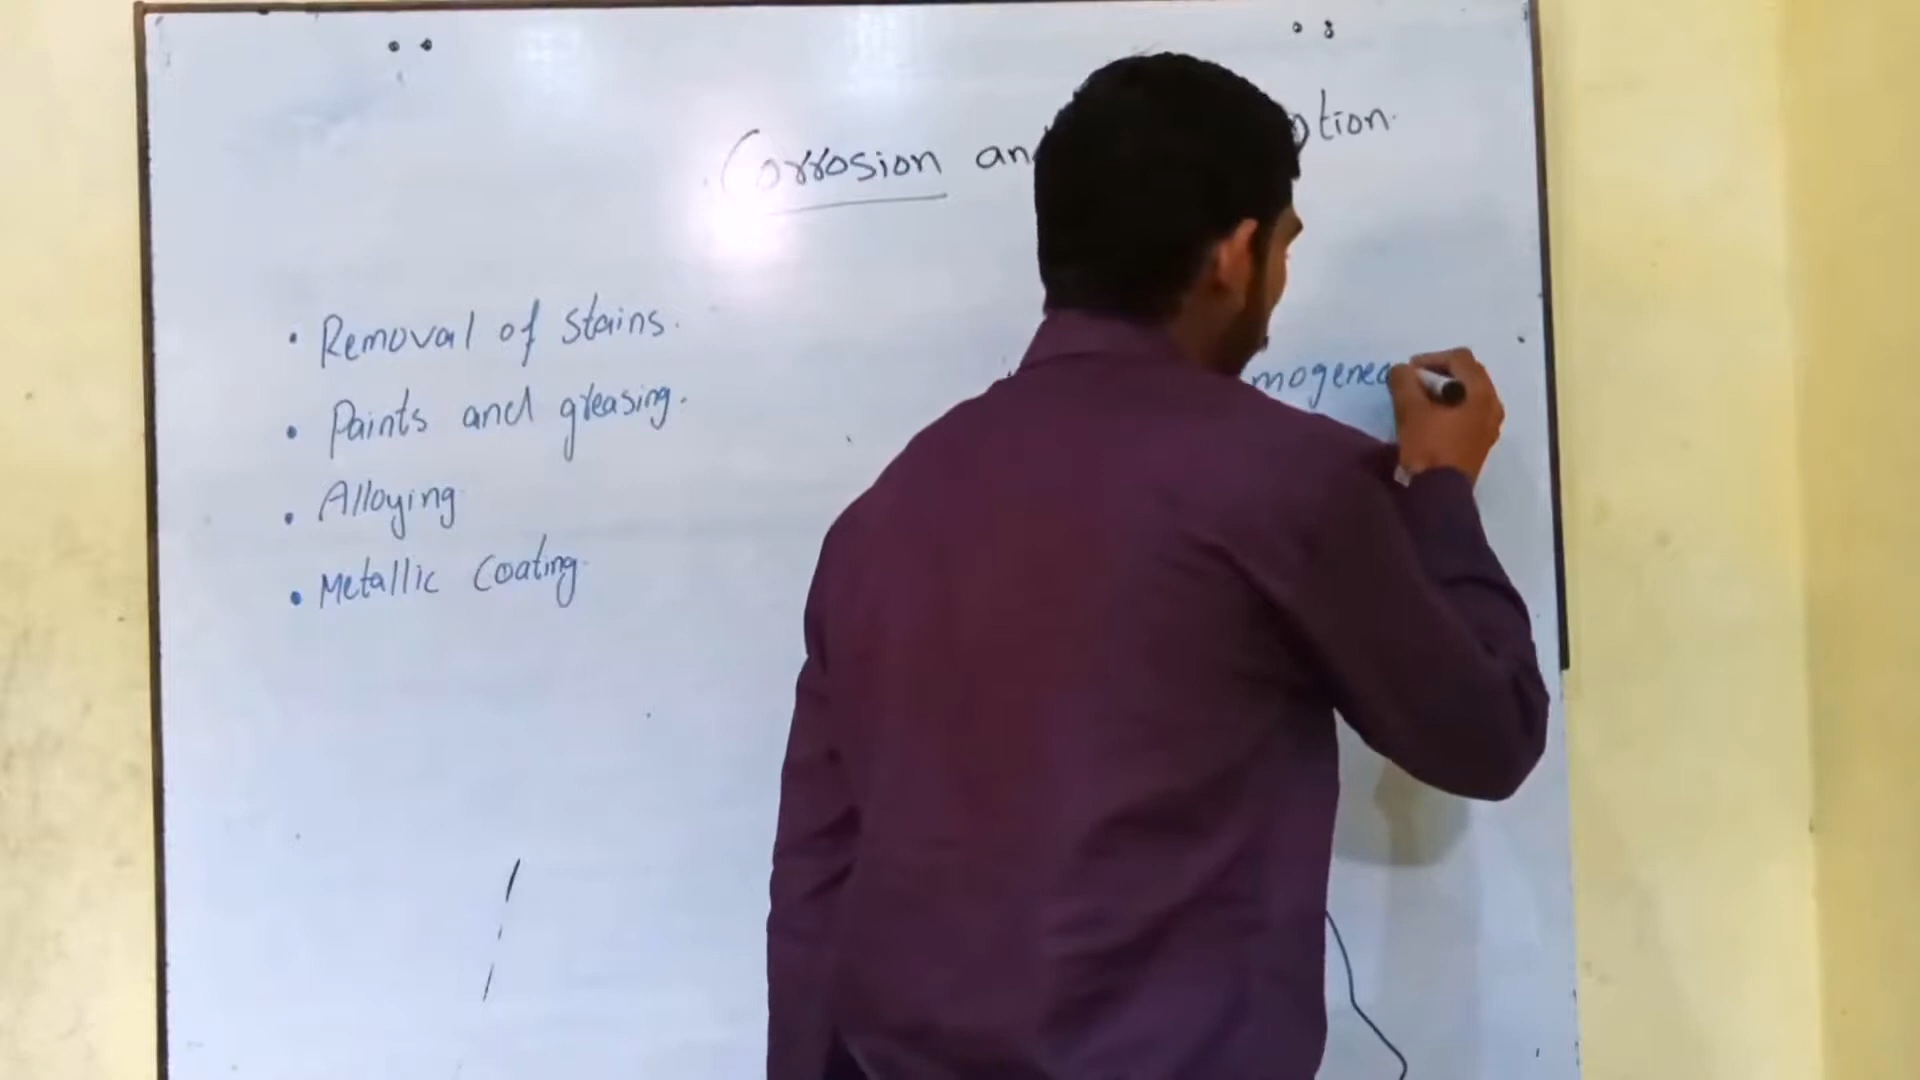 Corrosion an tion.
• Removal of stains.
• Paints and greasing.
mogene
• Alloying
• Metallic Coating.